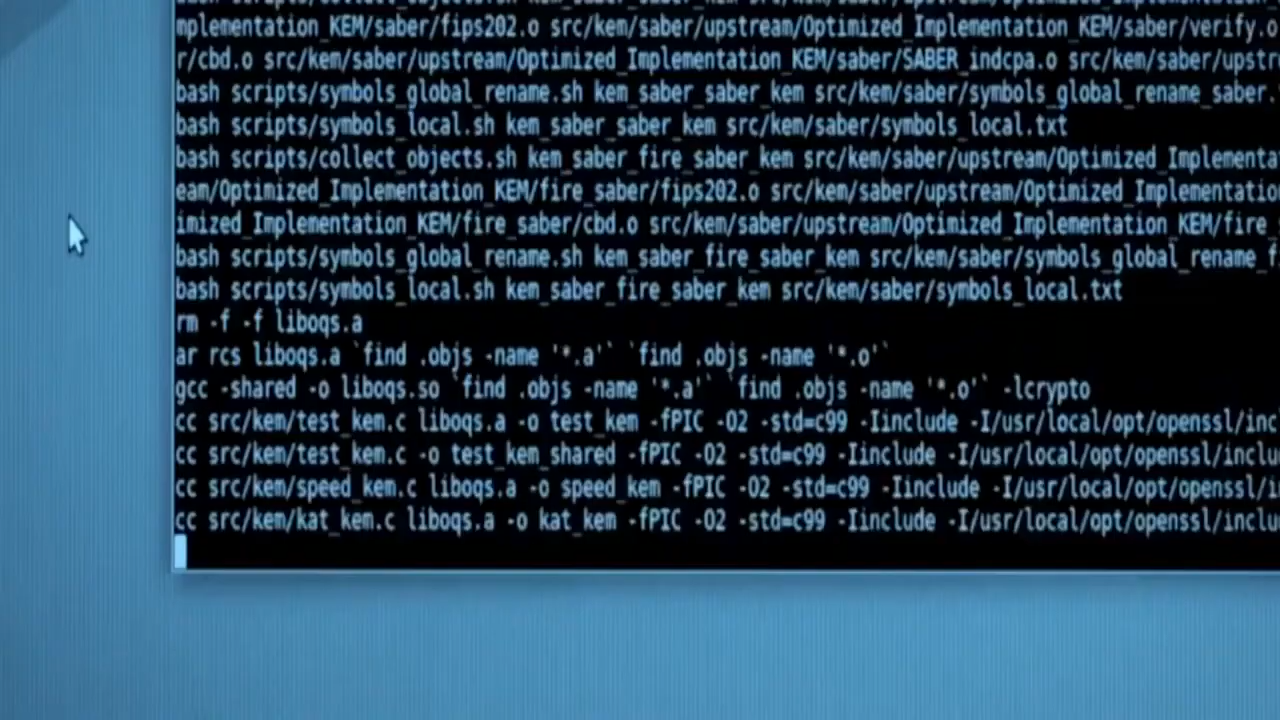 mplementation_KEM/saber/fips202.o src/kem/saber/upstream/Optimized_Implementation_KEM/saber/verify.o
r/cbd.o src/kem/saber/upstream/Optimized_Implementation_KEM/saber/SABER_indcpa.o src/kem/saber/upstr
bash scripts/symbols_global_rename.sh kem_saber_saber_kem src/kem/saber/symbols_global_rename_saber.
bash scripts/symbols_local.sh kem_saber_saber_kem src/kem/saber/symbols_local.txt
bash scripts/collect_objects.sh kem_saber_fire_saber_kem src/kem/saber/upstream/Optimized_Implementa
eam/Optimized_Implementation_KEM/fire_saber/fips202.o src/kem/saber/upstream/Optimized_Implementatio
imized_Implementation_KEM/fire_saber/cbd.o src/kem/saber/upstream/Optimized_Implementation_KEM/fire_
bash scripts/symbols_global_rename.sh kem_saber_fire_saber_kem src/kem/saber/symbols_global_rename_f
bash scripts/symbols_local.sh kem_saber_fire_saber_kem src/kem/saber/symbols_local.txt
rm -f -f liboqs.a
ar rcs liboqs.a `find .objs -name '*.a'` `find .objs -name '*.o'`
gcc -shared -o liboqs.so `find .objs -name '*.a'` `find .objs -name '*.o'` -lcrypto
cc src/kem/test_kem.c liboqs.a -o test_kem -fPIC -O2 -std=c99 -Iinclude -I/usr/local/opt/openssl/inc
cc src/kem/test_kem.c -o test_kem_shared -fPIC -O2 -std=c99 -Iinclude -I/usr/local/opt/openssl/inclu
cc src/kem/speed_kem.c liboqs.a -o speed_kem -fPIC -O2 -std=c99 -Iinclude -I/usr/local/opt/openssl/i
cc src/kem/kat_kem.c liboqs.a -o kat_kem -fPIC -O2 -std=c99 -Iinclude -I/usr/local/opt/openssl/inclu